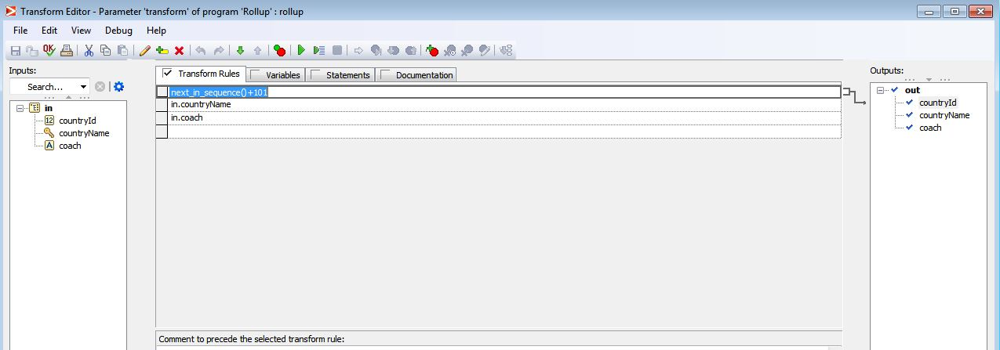 Transform Editor - Parameter 'transform' of program 'Rollup' : rollup
File Edit View Debug Help
OK
Inputs:
Search...
in
12 countryId
countryName
A coach
Transform Rules Variables Statements Documentation
next_in_sequence()+101
in.countryName
in.coach
Comment to precede the selected transform rule:
Outputs:
out
countryId
countryName
coach